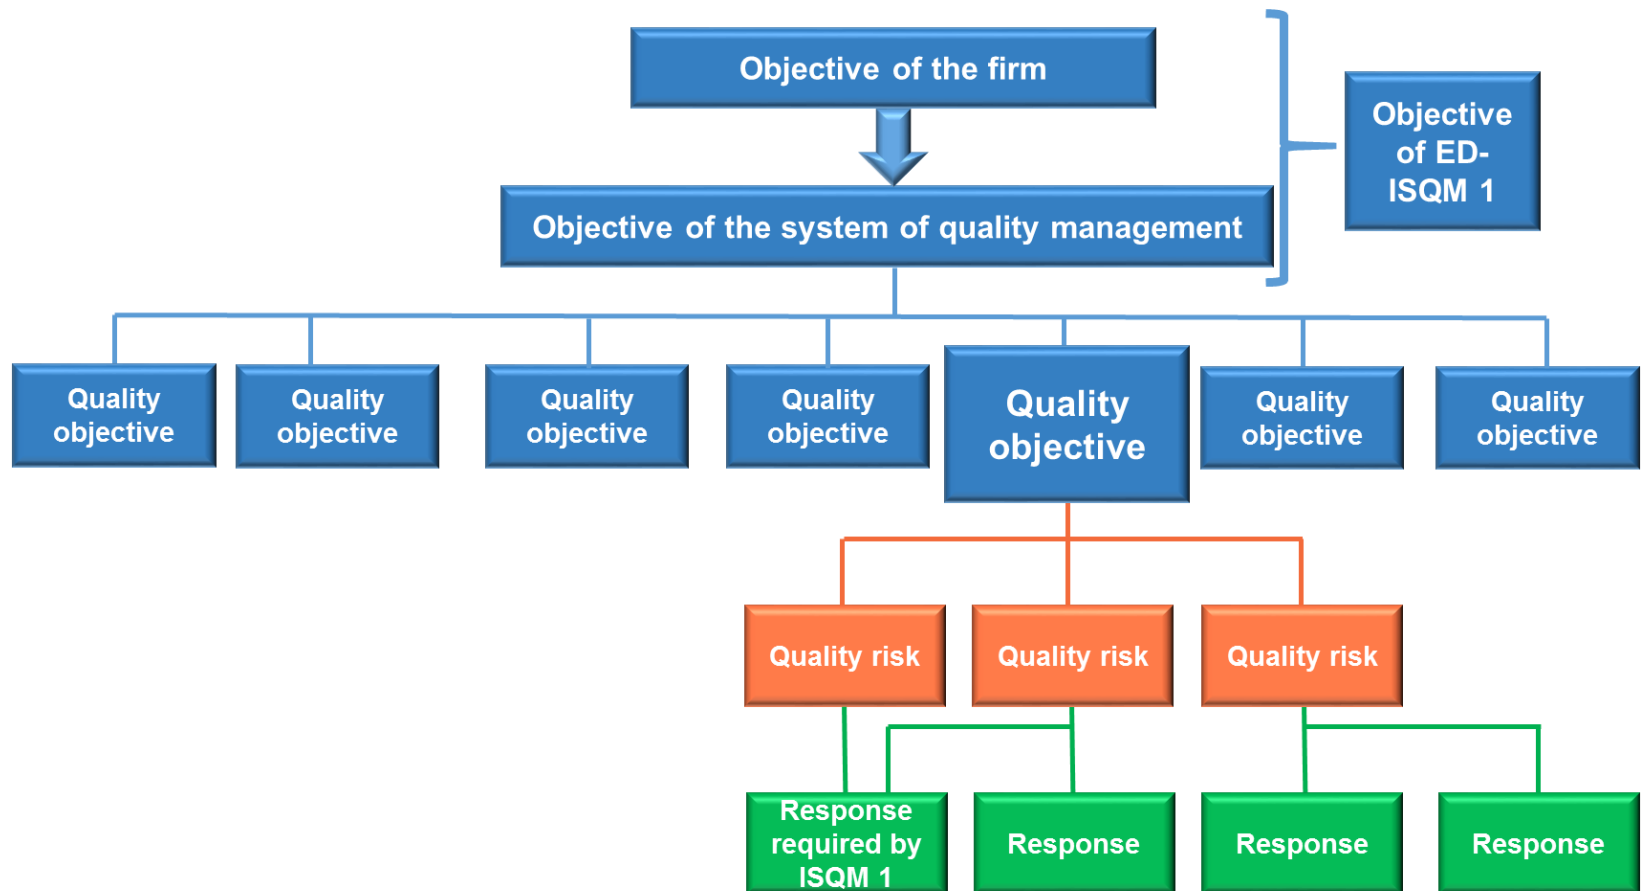 Objective of the firm
Objective
of ED-
ISQM 1
Objective of the system of quality management
Quality
objective
Quality
objective
Quality
objective
Quality
objective
Quality
objective
Quality
objective
Quality
objective
Quality risk
Quality risk
Quality risk
Response
required by
ISQM 1
Response
Response
Response